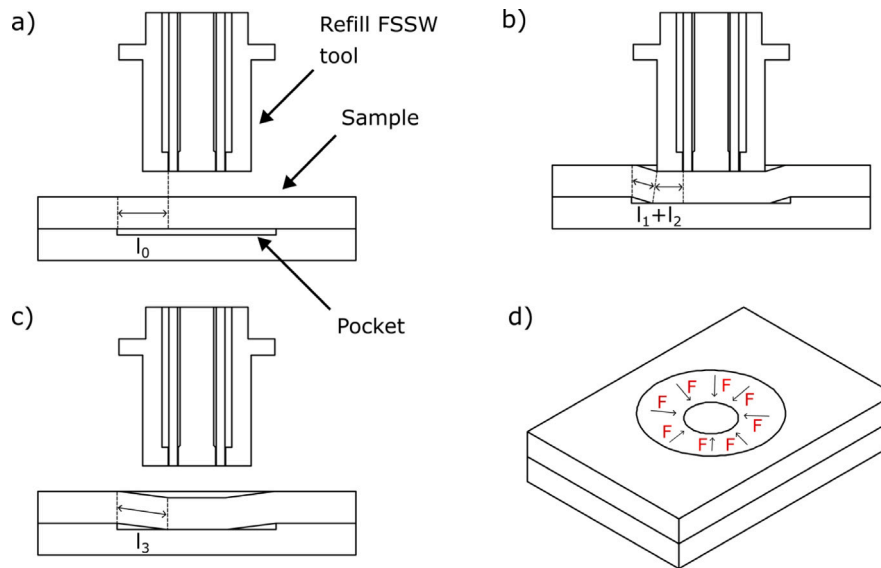 a)
Refill FSSW
tool
Sample
l₀
Pocket
b)
l₁+l₂
c)
l₃
d)
F
F
F
F
F
F
F
F
F